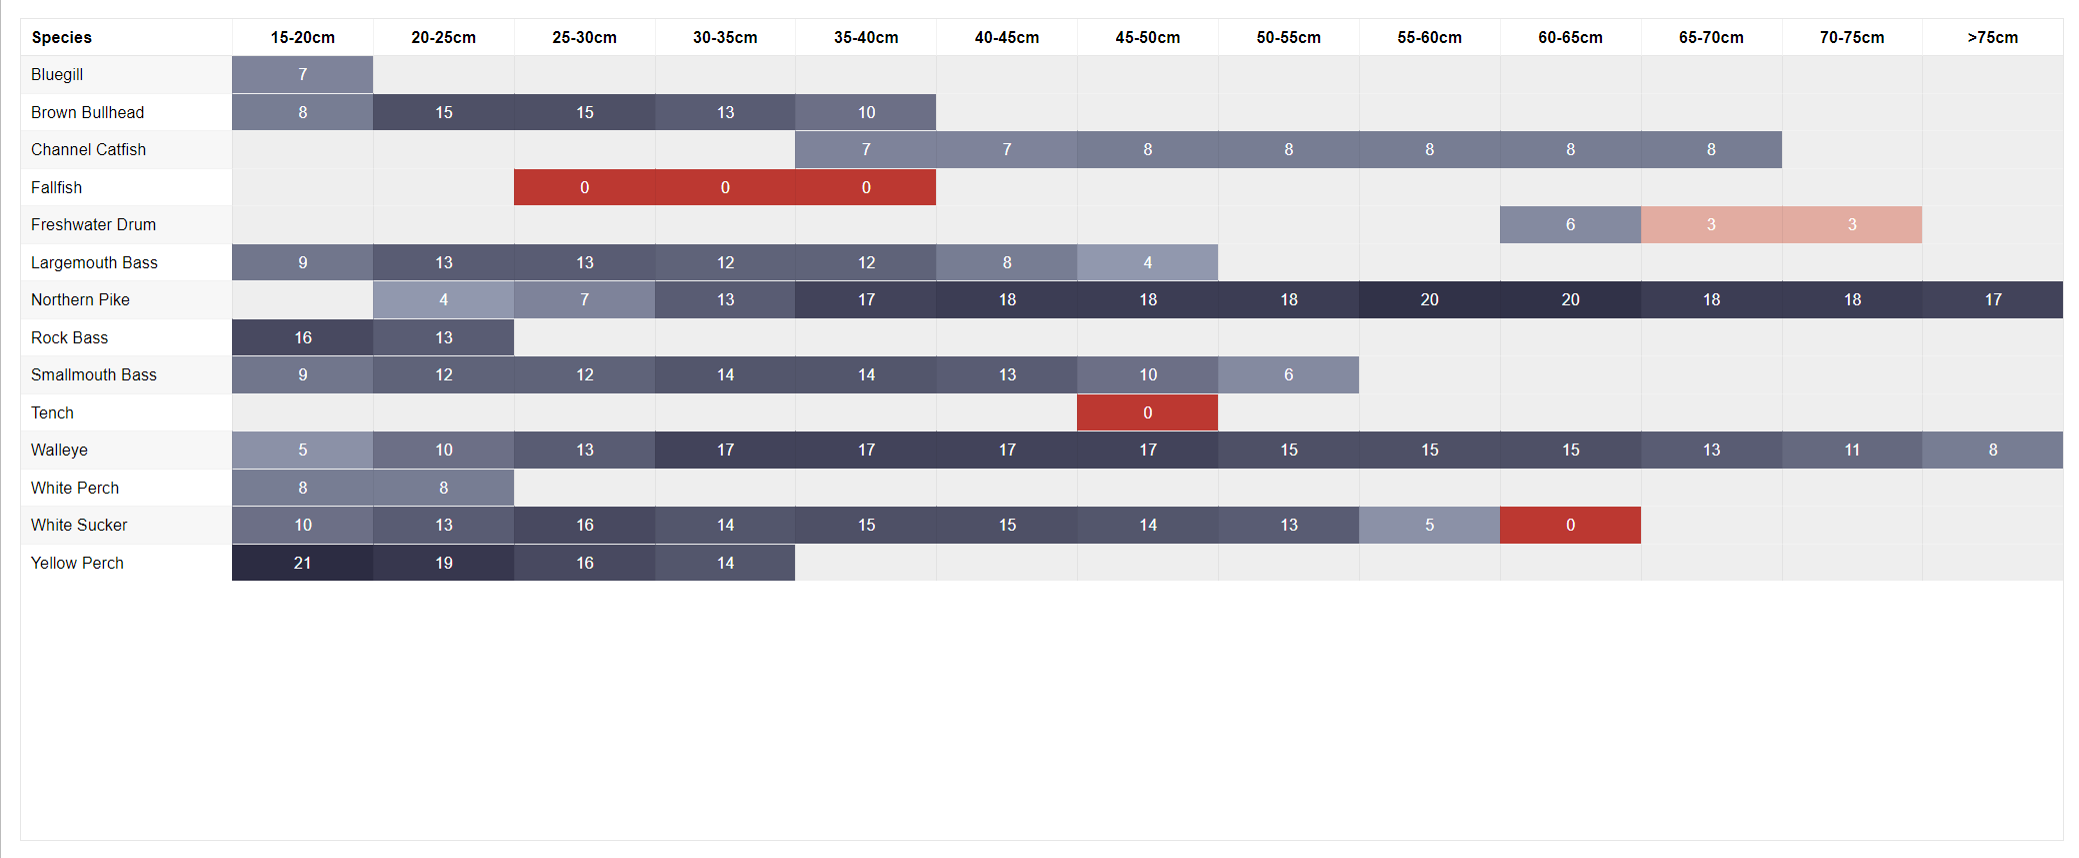 Species 15-20cm 20-25cm 25-30cm 30-35cm 35-40cm 40-45cm 45-50cm 50-55cm 55-60cm 60-65cm 65-70cm 70-75cm >75cm
Bluegill 7
Brown Bullhead 8 15 15 13 10
Channel Catfish 7 7 8 8 8 8 8
Fallfish 0 0 0
Freshwater Drum 6 3 3
Largemouth Bass 9 13 13 12 12 8 4
Northern Pike 4 7 13 17 18 18 18 20 20 18 18 17
Rock Bass 16 13
Smallmouth Bass 9 12 12 14 14 13 10 6
Tench 0
Walleye 5 10 13 17 17 17 17 15 15 15 13 11 8
White Perch 8 8
White Sucker 10 13 16 14 15 15 14 13 5 0
Yellow Perch 21 19 16 14